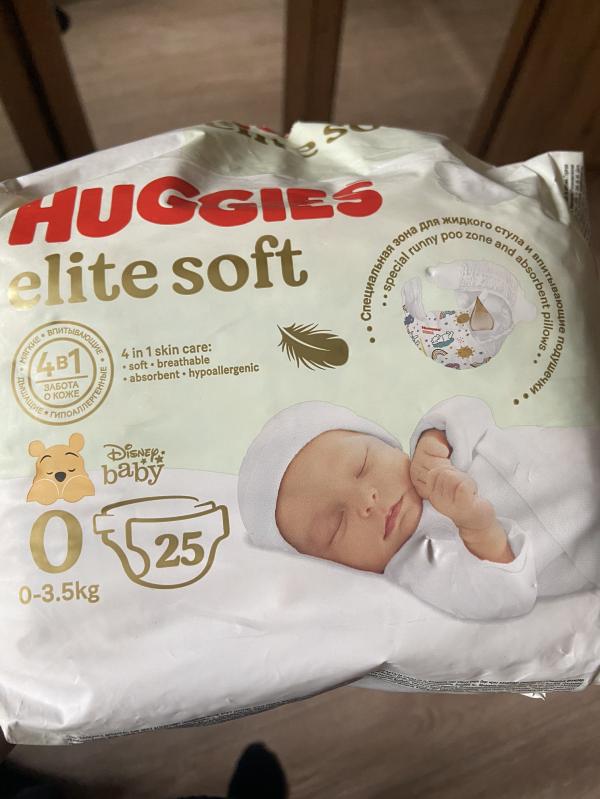 elite so
HUGGIES
elite soft
Специальная зона для жидкого стула и впитывающие подушечки
special runny poo zone and absorbent pillows
МЯГКИЕ • ВПИТЫВАЮЩИЕ • ГИПОАЛЛЕРГЕННЫЕ • ДЫШАЩИЕ
4В1
ЗАБОТА
О КОЖЕ
4 in 1 skin care:
• soft • breathable
• absorbent • hypoallergenic
Disney
baby
0
25
0-3.5kg